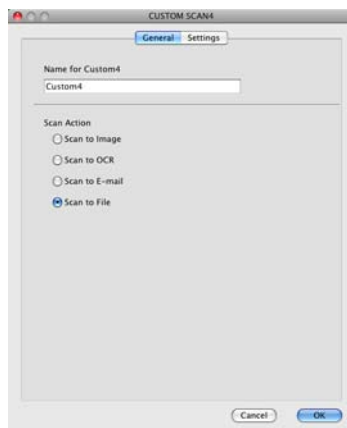 CUSTOM SCAN4
General Settings
Name for Custom4
Custom4
Scan Action
Scan to Image
Scan to OCR
Scan to E-mail
Scan to File
Cancel OK